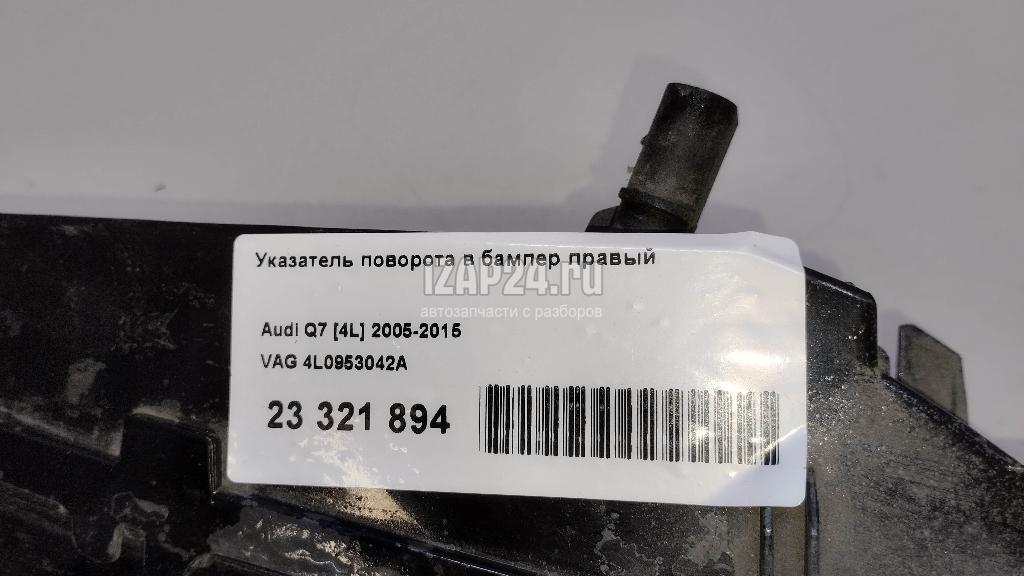 Указатель поворота в бампер правый
IZAP24.ru
автозапчасти с разборов
Audi Q7 [4L] 2005-2015
VAG 4L0953042A
23 321 894